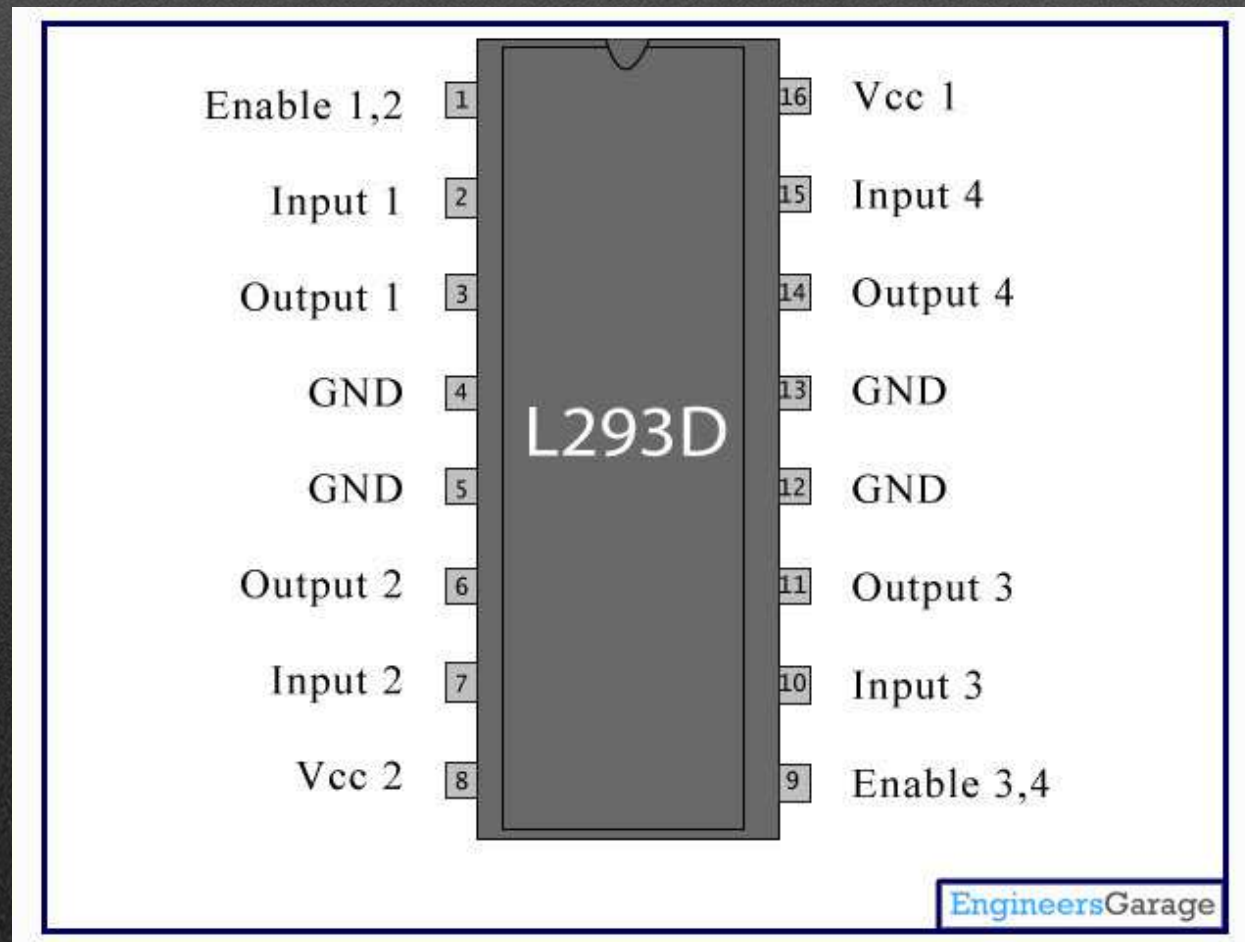 Enable 1,2 1 16 Vcc 1
Input 1 2 15 Input 4
Output 1 3 14 Output 4
GND 4 13 GND
L293D
GND 5 12 GND
Output 2 6 11 Output 3
Input 2 7 10 Input 3
Vcc 2 8 9 Enable 3,4
EngineersGarage